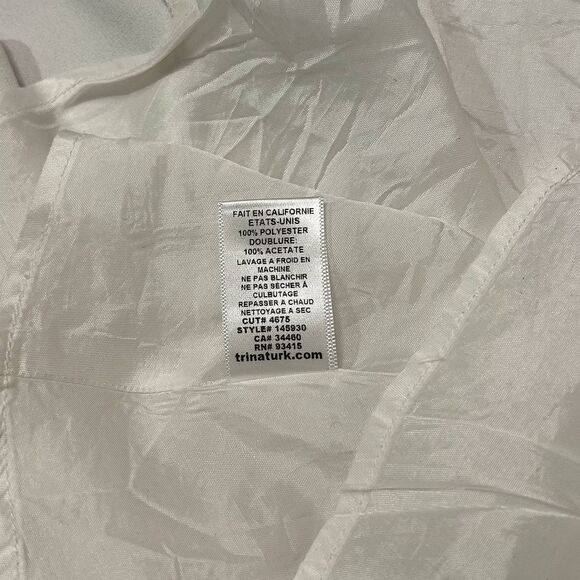 FAIT EN CALIFORNIE
ETATS-UNIS
100% POLYESTER
DOUBLURE:
100% ACETATE
LAVAGE A FROID EN
MACHINE
NE PAS BLANCHIR
NE PAS SÈCHER À
CULBUTAGE
REPASSER A CHAUD
NETTOYAGE A SEC
CUT# 4675
STYLE# 145930
CA# 34460
RN# 93415
trinaturk.com